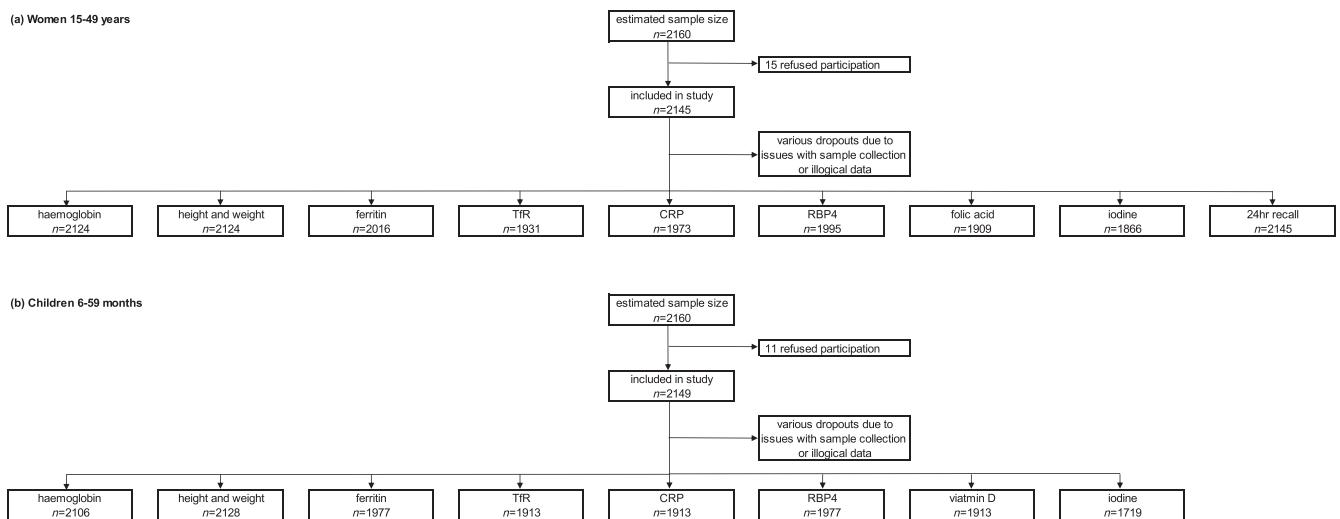 (a) Women 15-49 years
estimated sample size
n=2160
15 refused participation
included in study
n=2145
various dropouts due to
issues with sample collection
or illogical data
haemoglobin
n=2124
height and weight
n=2124
ferritin
n=2016
TfR
n=1931
CRP
n=1973
RBP4
n=1995
folic acid
n=1909
iodine
n=1866
24hr recall
n=2145
(b) Children 6-59 months
estimated sample size
n=2160
11 refused participation
included in study
n=2149
various dropouts due to
issues with sample collection
or illogical data
haemoglobin
n=2106
height and weight
n=2128
ferritin
n=1977
TfR
n=1913
CRP
n=1913
RBP4
n=1977
viatmin D
n=1913
iodine
n=1719